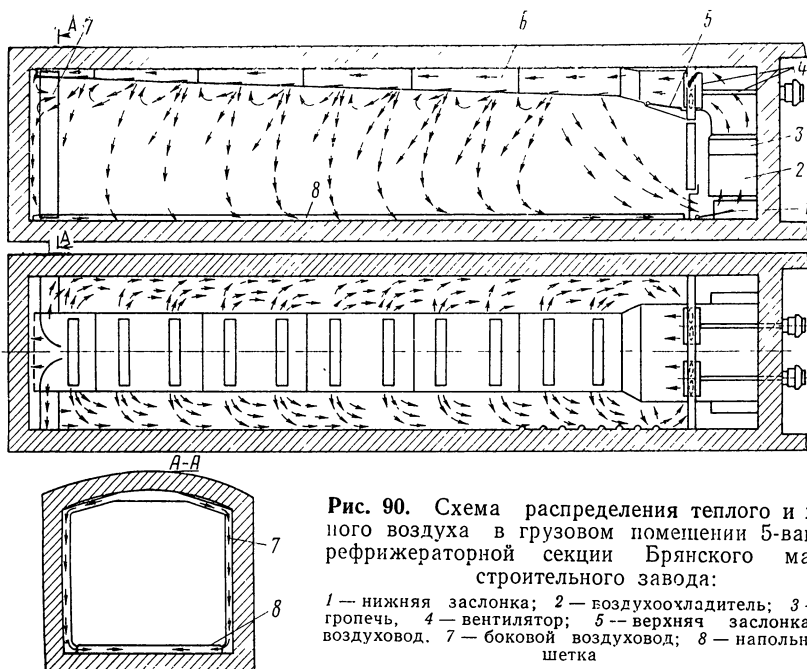 А
7
6
5
4
3
2
8
А
А-А
7
8
Рис. 90. Схема распределения теплого и
ного воздуха в грузовом помещении 5-ва
рефрижераторной секции Брянского ма
строительного завода:
1 — нижняя заслонка; 2 — воздухоохладитель; 3 -
гропечь, 4 — вентилятор; 5 -- верхняя заслонка
воздуховод. 7 — боковой воздуховод; 8 — напольн
шетка